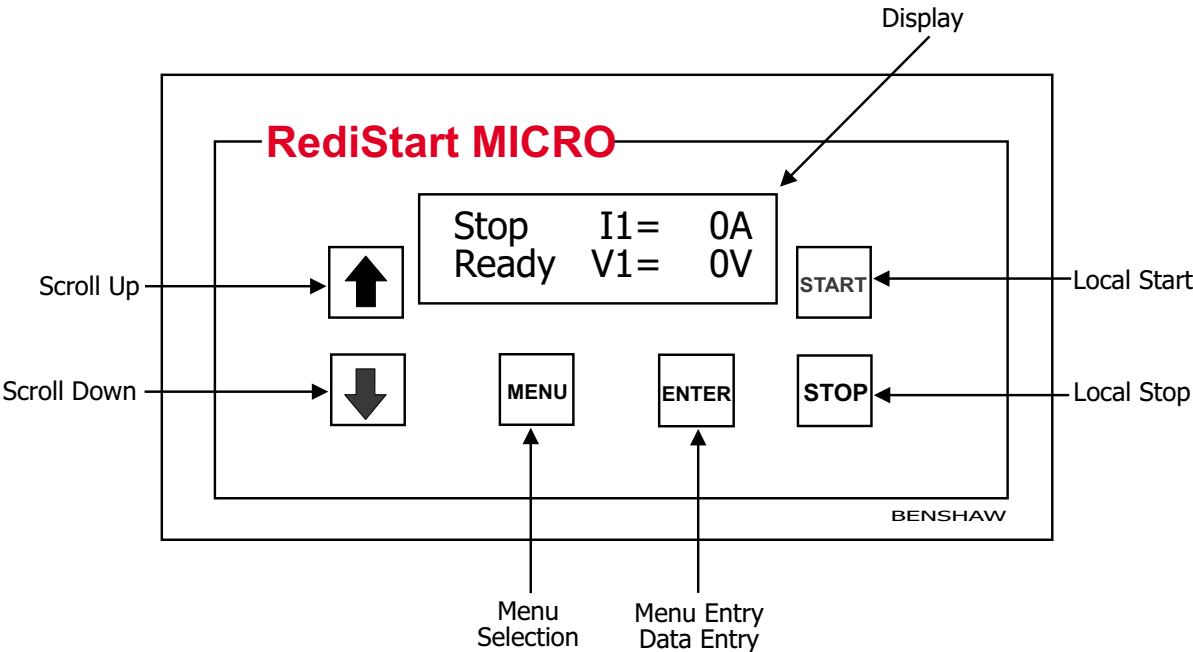 Display
RediStart MICRO
Stop I1= 0A
Ready V1= 0V
Scroll Up
START
Local Start
Scroll Down
MENU
ENTER
STOP
Local Stop
BENSHAW
Menu
Selection
Menu Entry
Data Entry